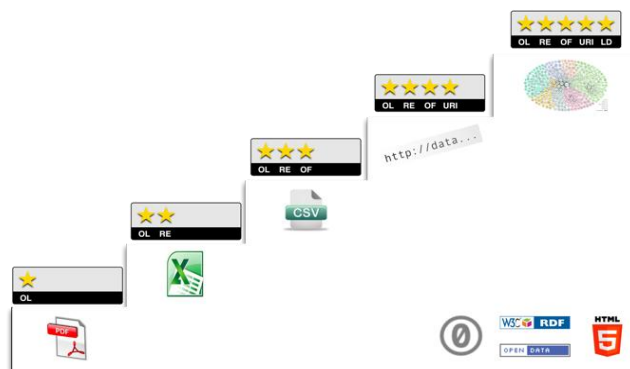 OL RE OF URI LD
OL RE OF URI
http://data...
OL RE OF
CSV
OL RE
OL
PDF
W3C RDF
OPEN DATA
HTML
5